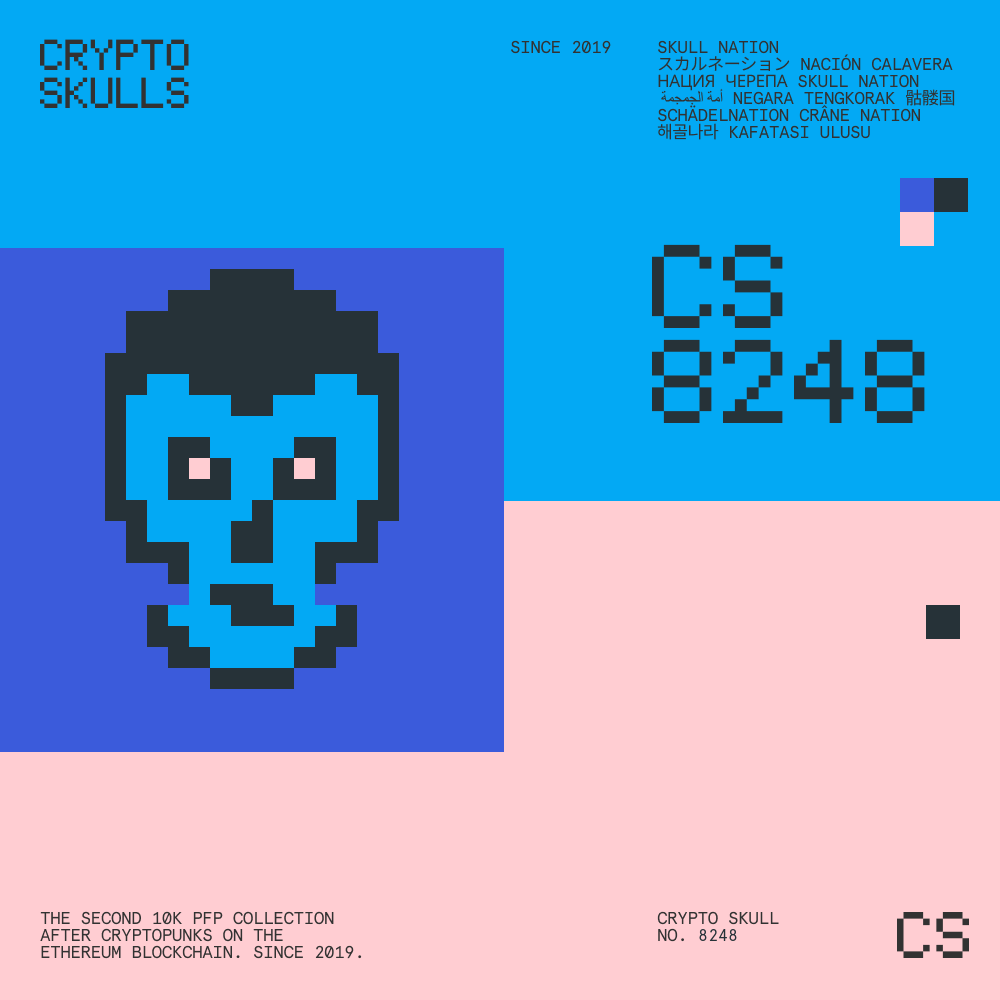 CRYPTO
SKULLS
SINCE 2019
SKULL NATION
スカルネーション NACIÓN CALAVERA
НАЦИЯ ЧЕРЕПА SKULL NATION
أمة الجمجمة NEGARA TENGKORAK 骷髅国
SCHÄDELNATION CRÂNE NATION
해골나라 KAFATASI ULUSU
CS
8248
THE SECOND 10K PFP COLLECTION
AFTER CRYPTOPUNKS ON THE
ETHEREUM BLOCKCHAIN. SINCE 2019.
CRYPTO SKULL
NO. 8248
CS